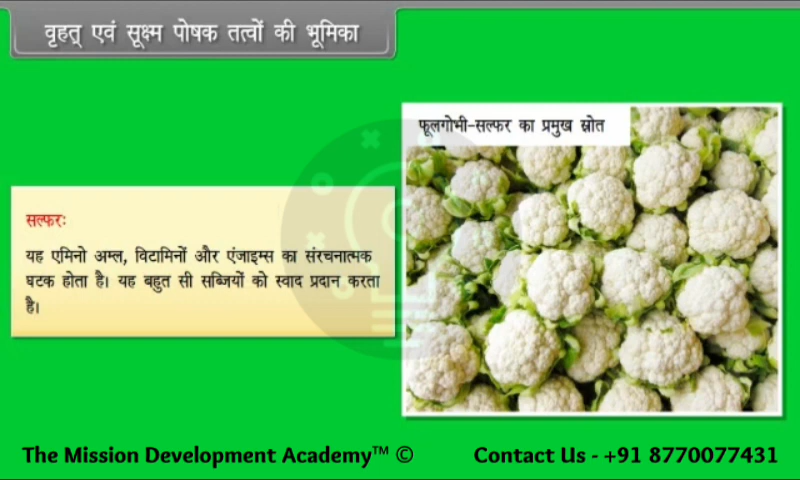 वृहत् एवं सूक्ष्म पोषक तत्वों की भूमिका
फूलगोभी-सल्फर का प्रमुख स्रोत
सल्फरः
यह एमिनो अम्ल, विटामिनों और एंजाइम्स का संरचनात्मक
घटक होता है। यह बहुत सी सब्जियों को स्वाद प्रदान करता
है।
The Mission Development Academy™ ©
Contact Us - +91 8770077431